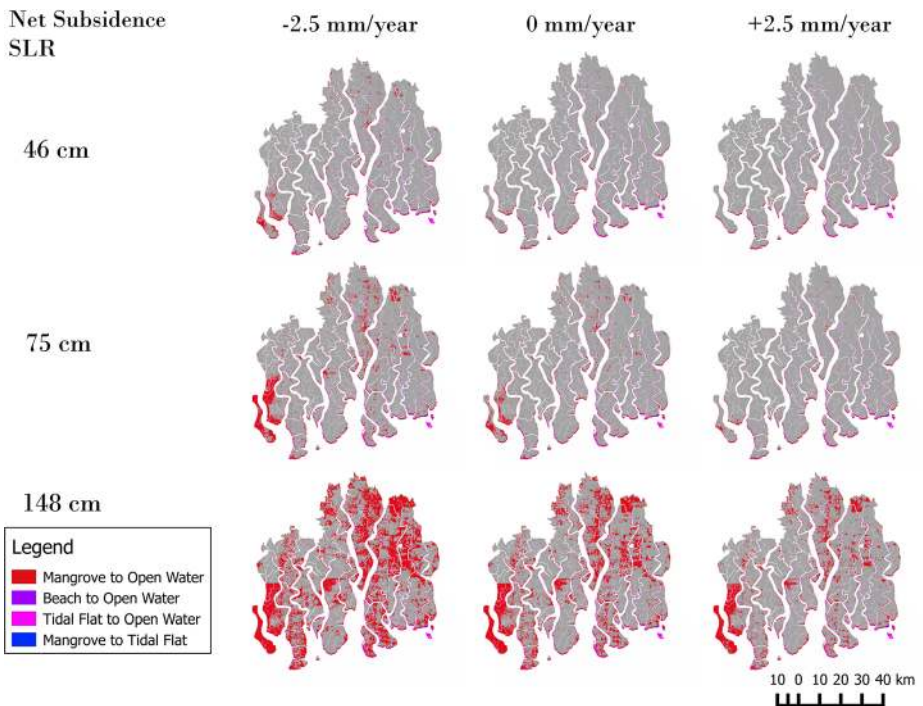 Net Subsidence
SLR
-2.5 mm/year
0 mm/year
+2.5 mm/year
46 cm
75 cm
148 cm
Legend
Mangrove to Open Water
Beach to Open Water
Tidal Flat to Open Water
Mangrove to Tidal Flat
10 0 10 20 30 40 km